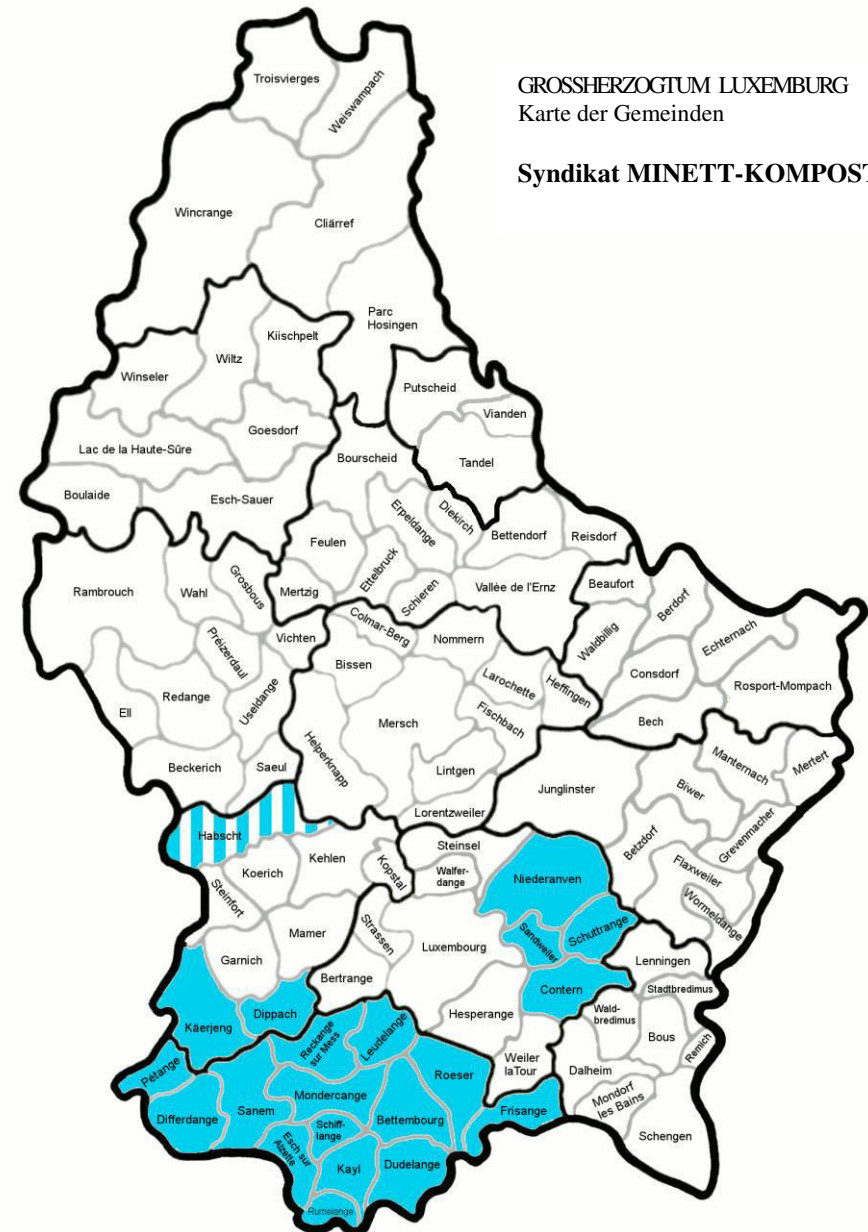 GROSSHERZOGTUM LUXEMBURG
Karte der Gemeinden
Syndikat MINETT-KOMPOST
Troisvierges
Weiswampach
Wincrange
Cliärref
Parc
Hosingen
Kiischpelt
Wiltz
Winseler
Putscheid
Vianden
Goesdorf
Lac de la Haute-Sûre
Bourscheid
Tandel
Boulaide
Esch-Sauer
Erpeldange
Diekirch
Bettendorf
Reisdorf
Feulen
Ettelbruck
Schieren
Vallée de l'Ernz
Beaufort
Rambrouch
Wahl
Grosbous
Mertzig
Berdorf
Echternach
Waldbillig
Colmar-Berg
Nommern
Vichten
Préizerdaul
Bissen
Larochette
Heffingen
Consdorf
Rosport-Mompach
Ell
Redange
Useldange
Mersch
Fischbach
Bech
Helperknapp
Beckerich
Saeul
Lintgen
Manternach
Mertert
Junglinster
Biwer
Lorentzweiler
Grevenmacher
Habscht
Steinsel
Betzdorf
Kehlen
Kopstal
Walfer-
dange
Niederanven
Flaxweiler
Koerich
Steinfort
Wormeldange
Mamer
Strassen
Luxembourg
Sandweiler
Schuttrange
Garnich
Lenningen
Bertrange
Contern
Stadtbredimus
Käerjeng
Dippach
Hesperange
Wald-
bredimus
Bous
Remich
Reckange
sur Mess
Leudelange
Weiler
laTour
Dalheim
Pétange
Roeser
Mondorf
les Bains
Differdange
Sanem
Mondercange
Bettembourg
Frisange
Schiff-
lange
Schengen
Esch sur
Alzette
Kayl
Dudelange
Rumelange